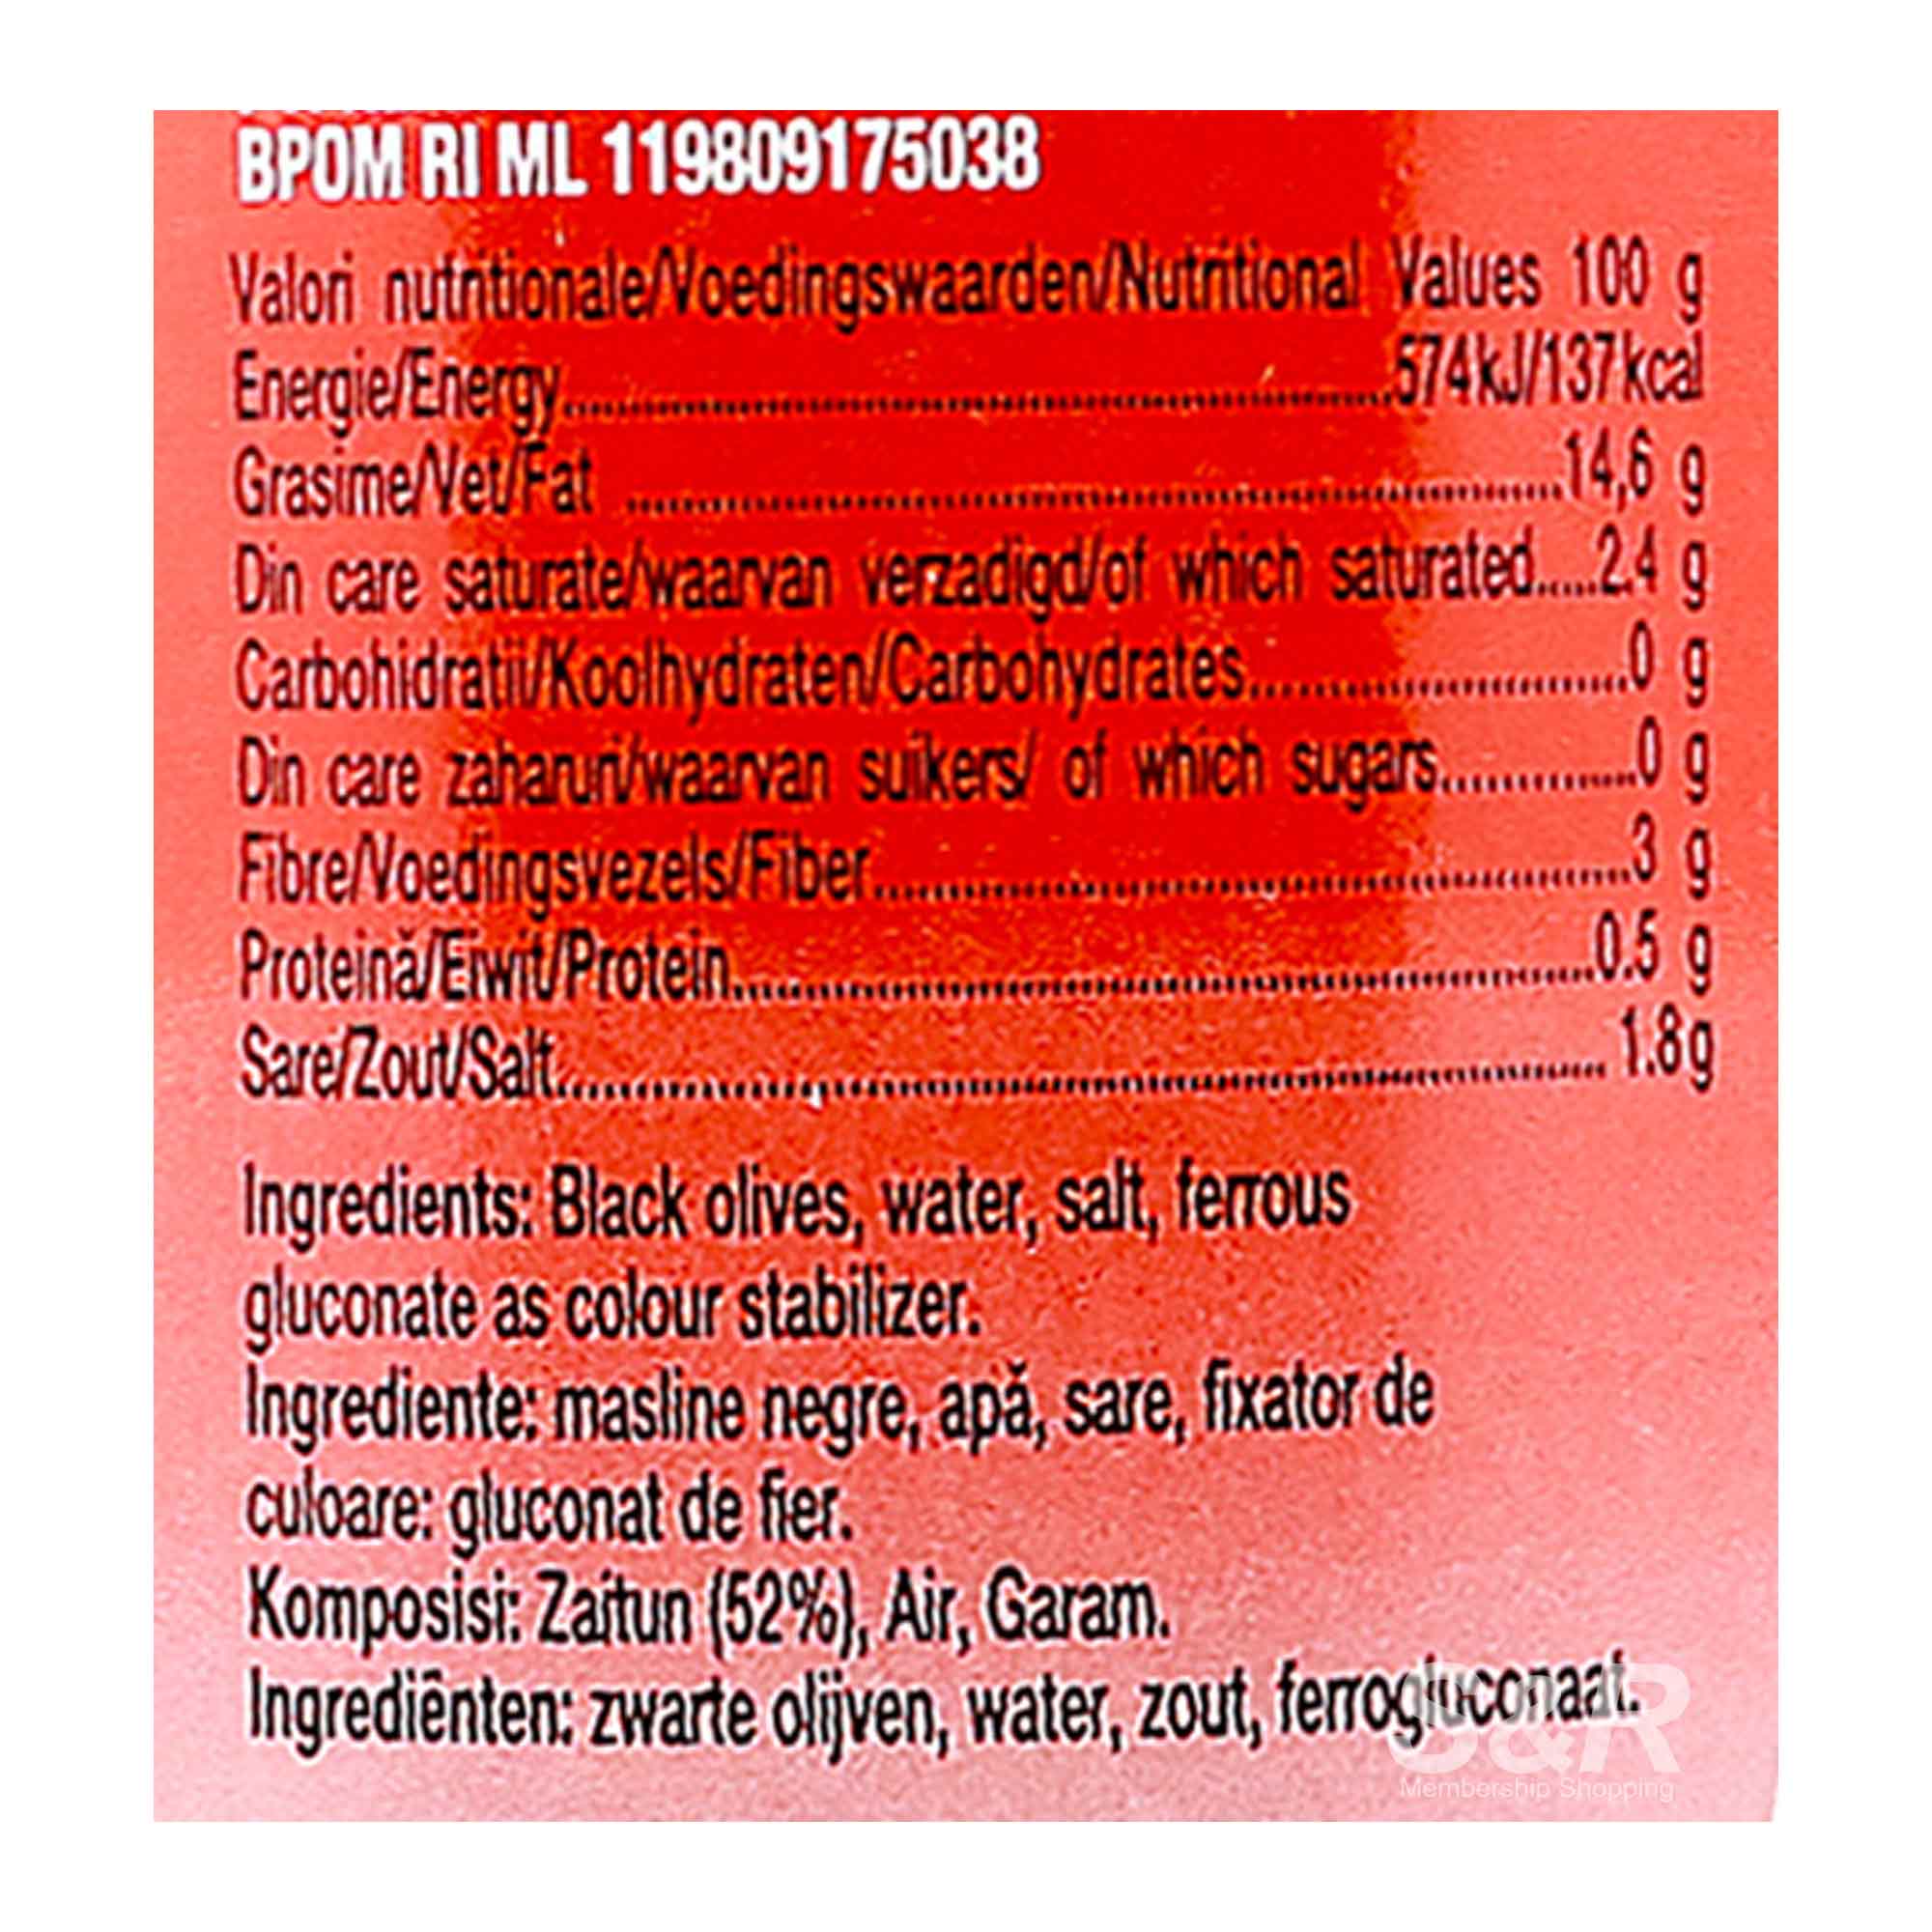 BPOM RI ML 119809175038
Valori nutritionale/Voedingswaarden/Nutritional Values 100 g
Energie/Energy.....574kJ/137kcal
Grasime/Vet/Fat .....14,6 g
Din care saturate/waarvan verzadigd/of which saturated.....2.4 g
Carbohidratii/Koolhydraten/Carbohydrates.....0 g
Din care zaharuri/waarvan suikers/ of which sugars.....0 g
Fibre/Voedingsvezels/Fiber.....3 g
Proteină/Eiwit/Protein.....0.5 g
Sare/Zout/Salt..... 1.8g
Ingredients: Black olives, water, salt, ferrous
gluconate as colour stabilizer.
Ingrediente: masline negre, apă, sare, fixator de
culoare: gluconat de fier.
Komposisi: Zaitun (52%), Air, Garam.
Ingrediënten: zwarte olijven, water, zout, ferrogluconaat.
S&R
Membership Shopping